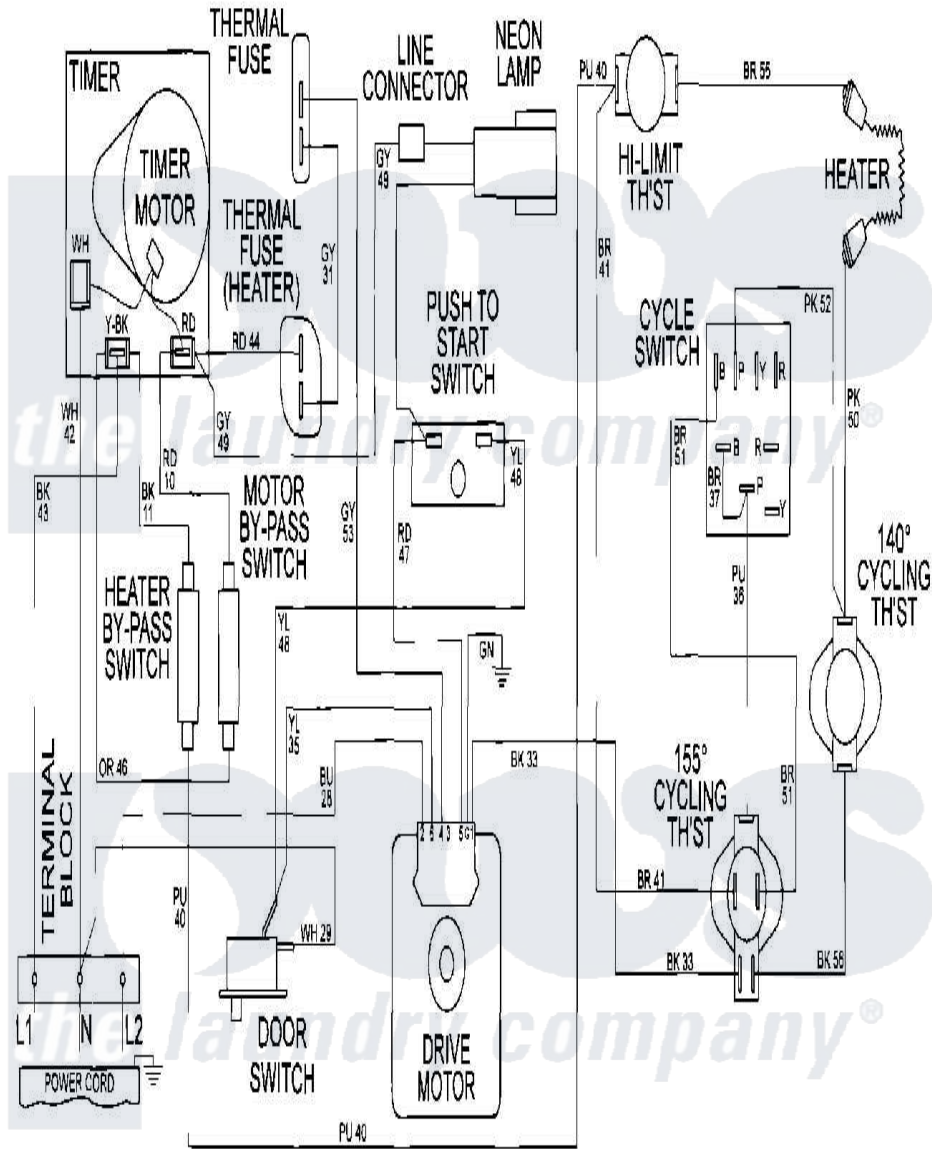 THERMAL
FUSE
LINE
CONNECTOR
NEON
LAMP
PU 40
BR 55
HI-LIMIT
TH'ST
HEATER
TIMER
TIMER
MOTOR
WH
Y-BK
RD
RD 44
THERMAL
FUSE
(HEATER)
GY
31
GY
49
BR
41
PUSH TO
START
SWITCH
CYCLE
SWITCH
PK 52
B
P
Y
R
PK
50
WH
42
GY
49
BK
43
BK
11
RD
10
MOTOR
BY-PASS
SWITCH
HEATER
BY-PASS
SWITCH
GY
53
RD
47
YL
48
BR
51
B
R
BR
37
P
Y
PU
36
140°
CYCLING
TH'ST
YL
48
GN
YL
35
BU
28
OR 46
BK 33
155°
CYCLING
TH'ST
BR
51
TERMINAL
BLOCK
2
5
G1
PU
40
WH 29
BR 41
BK 33
BK 56
L1
N
L2
POWER CORD
DOOR
SWITCH
DRIVE
MOTOR
PU 40
the laundry company®
the laundry company®